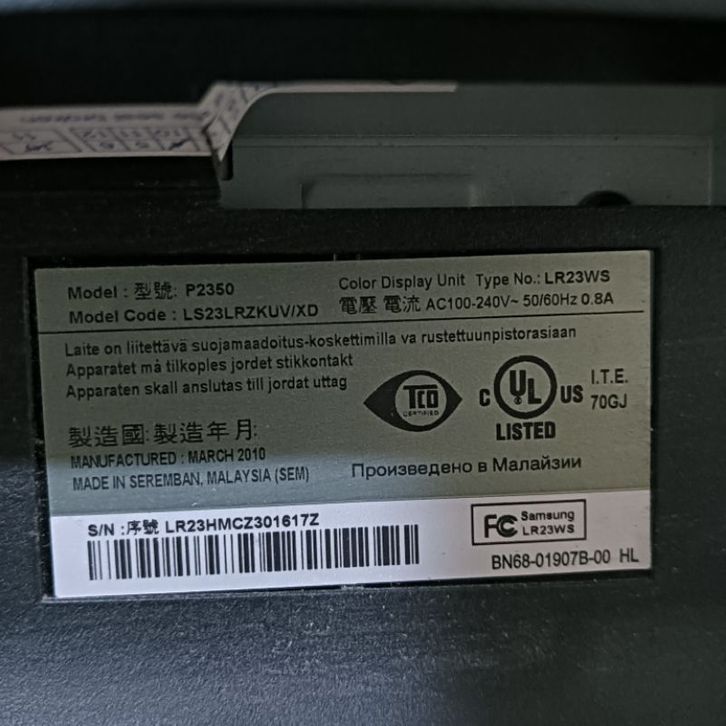 Model : 型號: P2350
Model Code : LS23LRZKUV/XD
Color Display Unit Type No.: LR23WS
電壓 電流 AC100-240V~ 50/60Hz 0.8A
Laite on liitettävä suojamaadoitus-koskettimilla va rustettuunpistorasiaan
Apparatet må tilkoples jordet stikkontakt
Apparaten skall anslutas till jordat uttag
TCO
CERTIFIED
C UL US
LISTED
I.T.E.
70GJ
製造國: 製造年月:
MANUFACTURED : MARCH 2010
MADE IN SEREMBAN, MALAYSIA (SEM)
Произведено в Малайзии
S/N :序號 LR23HMCZ301617Z
FC Samsung
LR23WS
BN68-01907B-00 HL